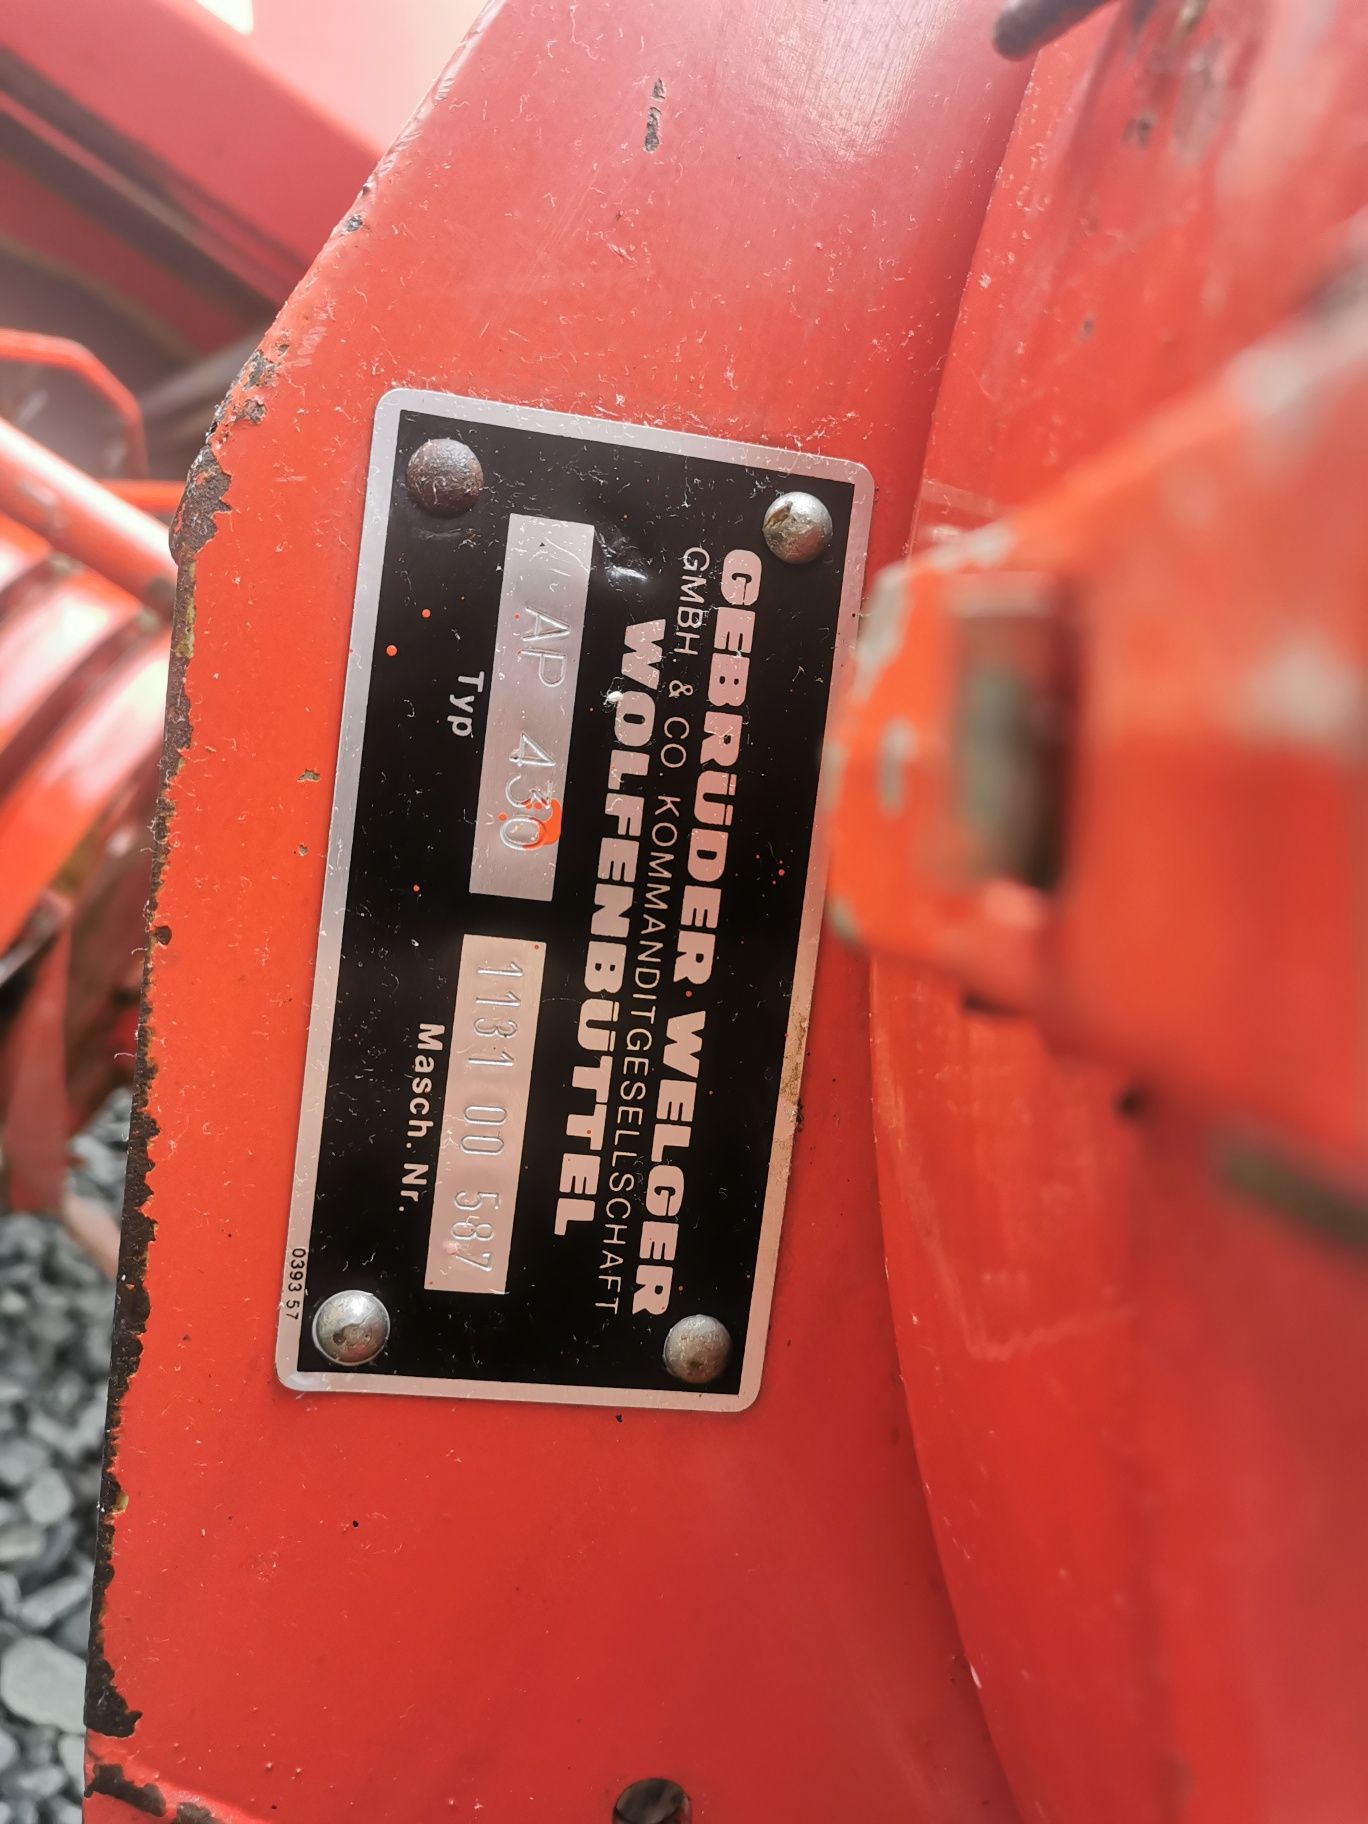 GEBRÜDER WELGER
GMBH & CO. KOMMANDITGESELLSCHAFT
WOLFENBÜTTEL
AP 430
1131 00 587
Typ
Masch. Nr.
0393 57